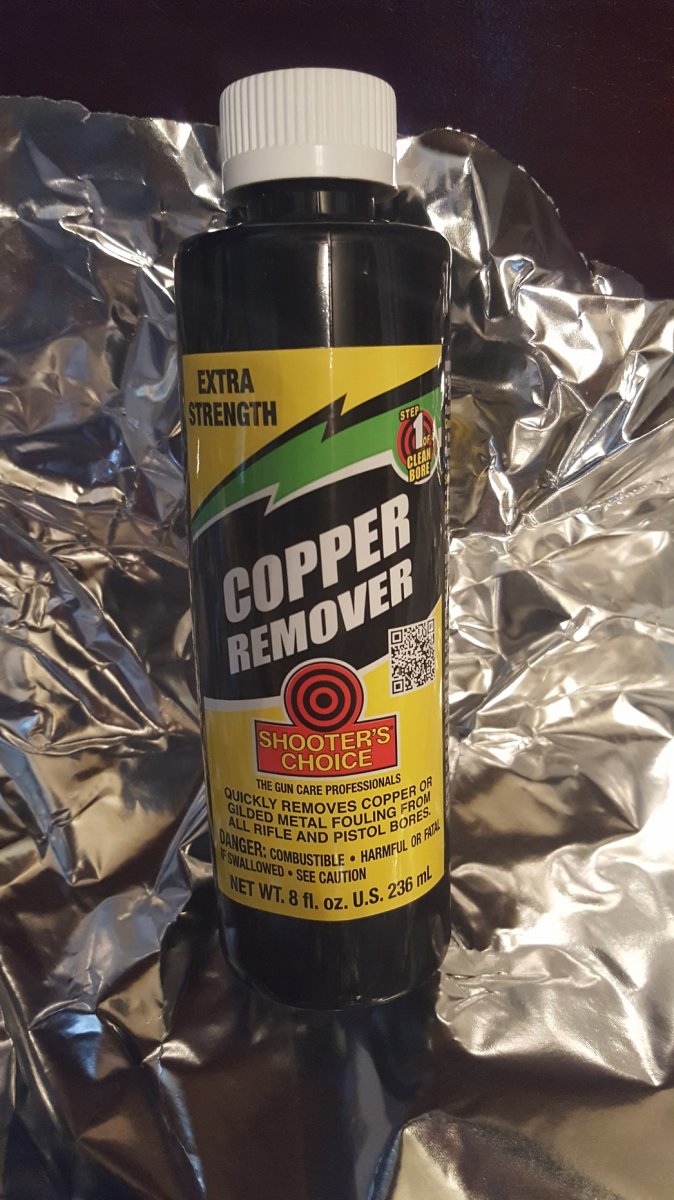 EXTRA
STRENGTH
STEP
1 OF
CLEAN
BORE
COPPER
REMOVER
SHOOTER'S
CHOICE
THE GUN CARE PROFESSIONALS
QUICKLY REMOVES COPPER OR
GILDED METAL FOULING FROM
ALL RIFLE AND PISTOL BORES.
DANGER: COMBUSTIBLE • HARMFUL OR FATAL
IF SWALLOWED • SEE CAUTION
NET WT. 8 fl. oz. U.S. 236 mL